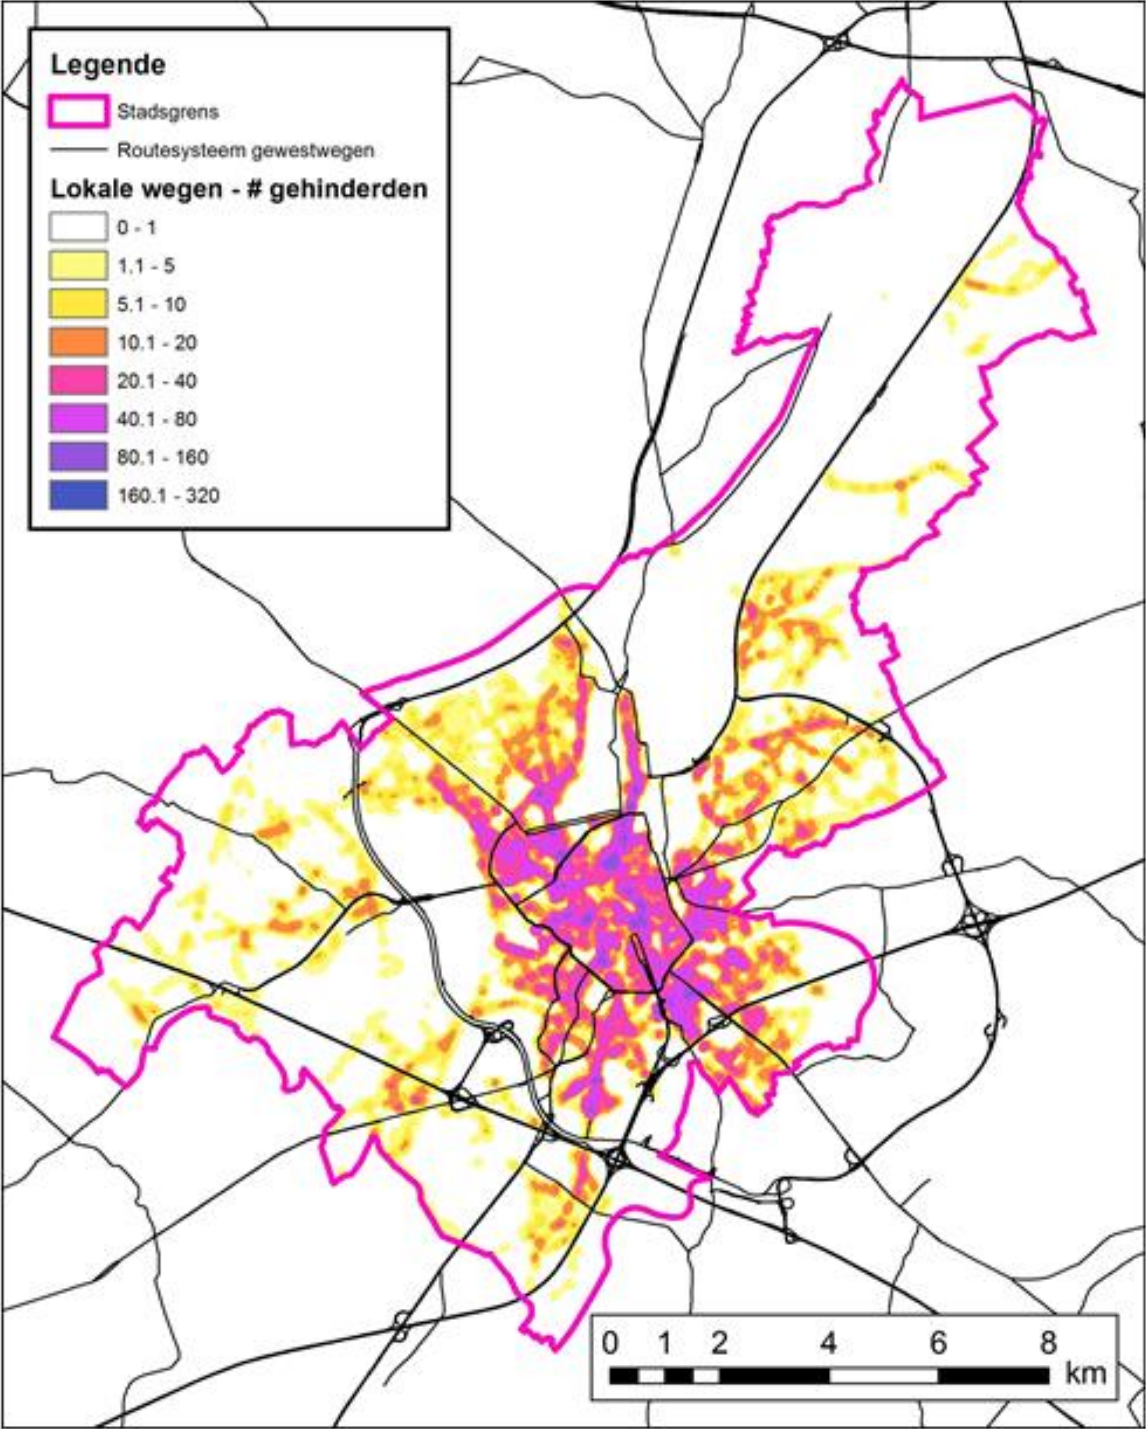 Legende
Stadsgrens
Routesysteem gewestwegen
Lokale wegen - # gehinderden
0 - 1
1.1 - 5
5.1 - 10
10.1 - 20
20.1 - 40
40.1 - 80
80.1 - 160
160.1 - 320
0 1 2 4 6 8
km